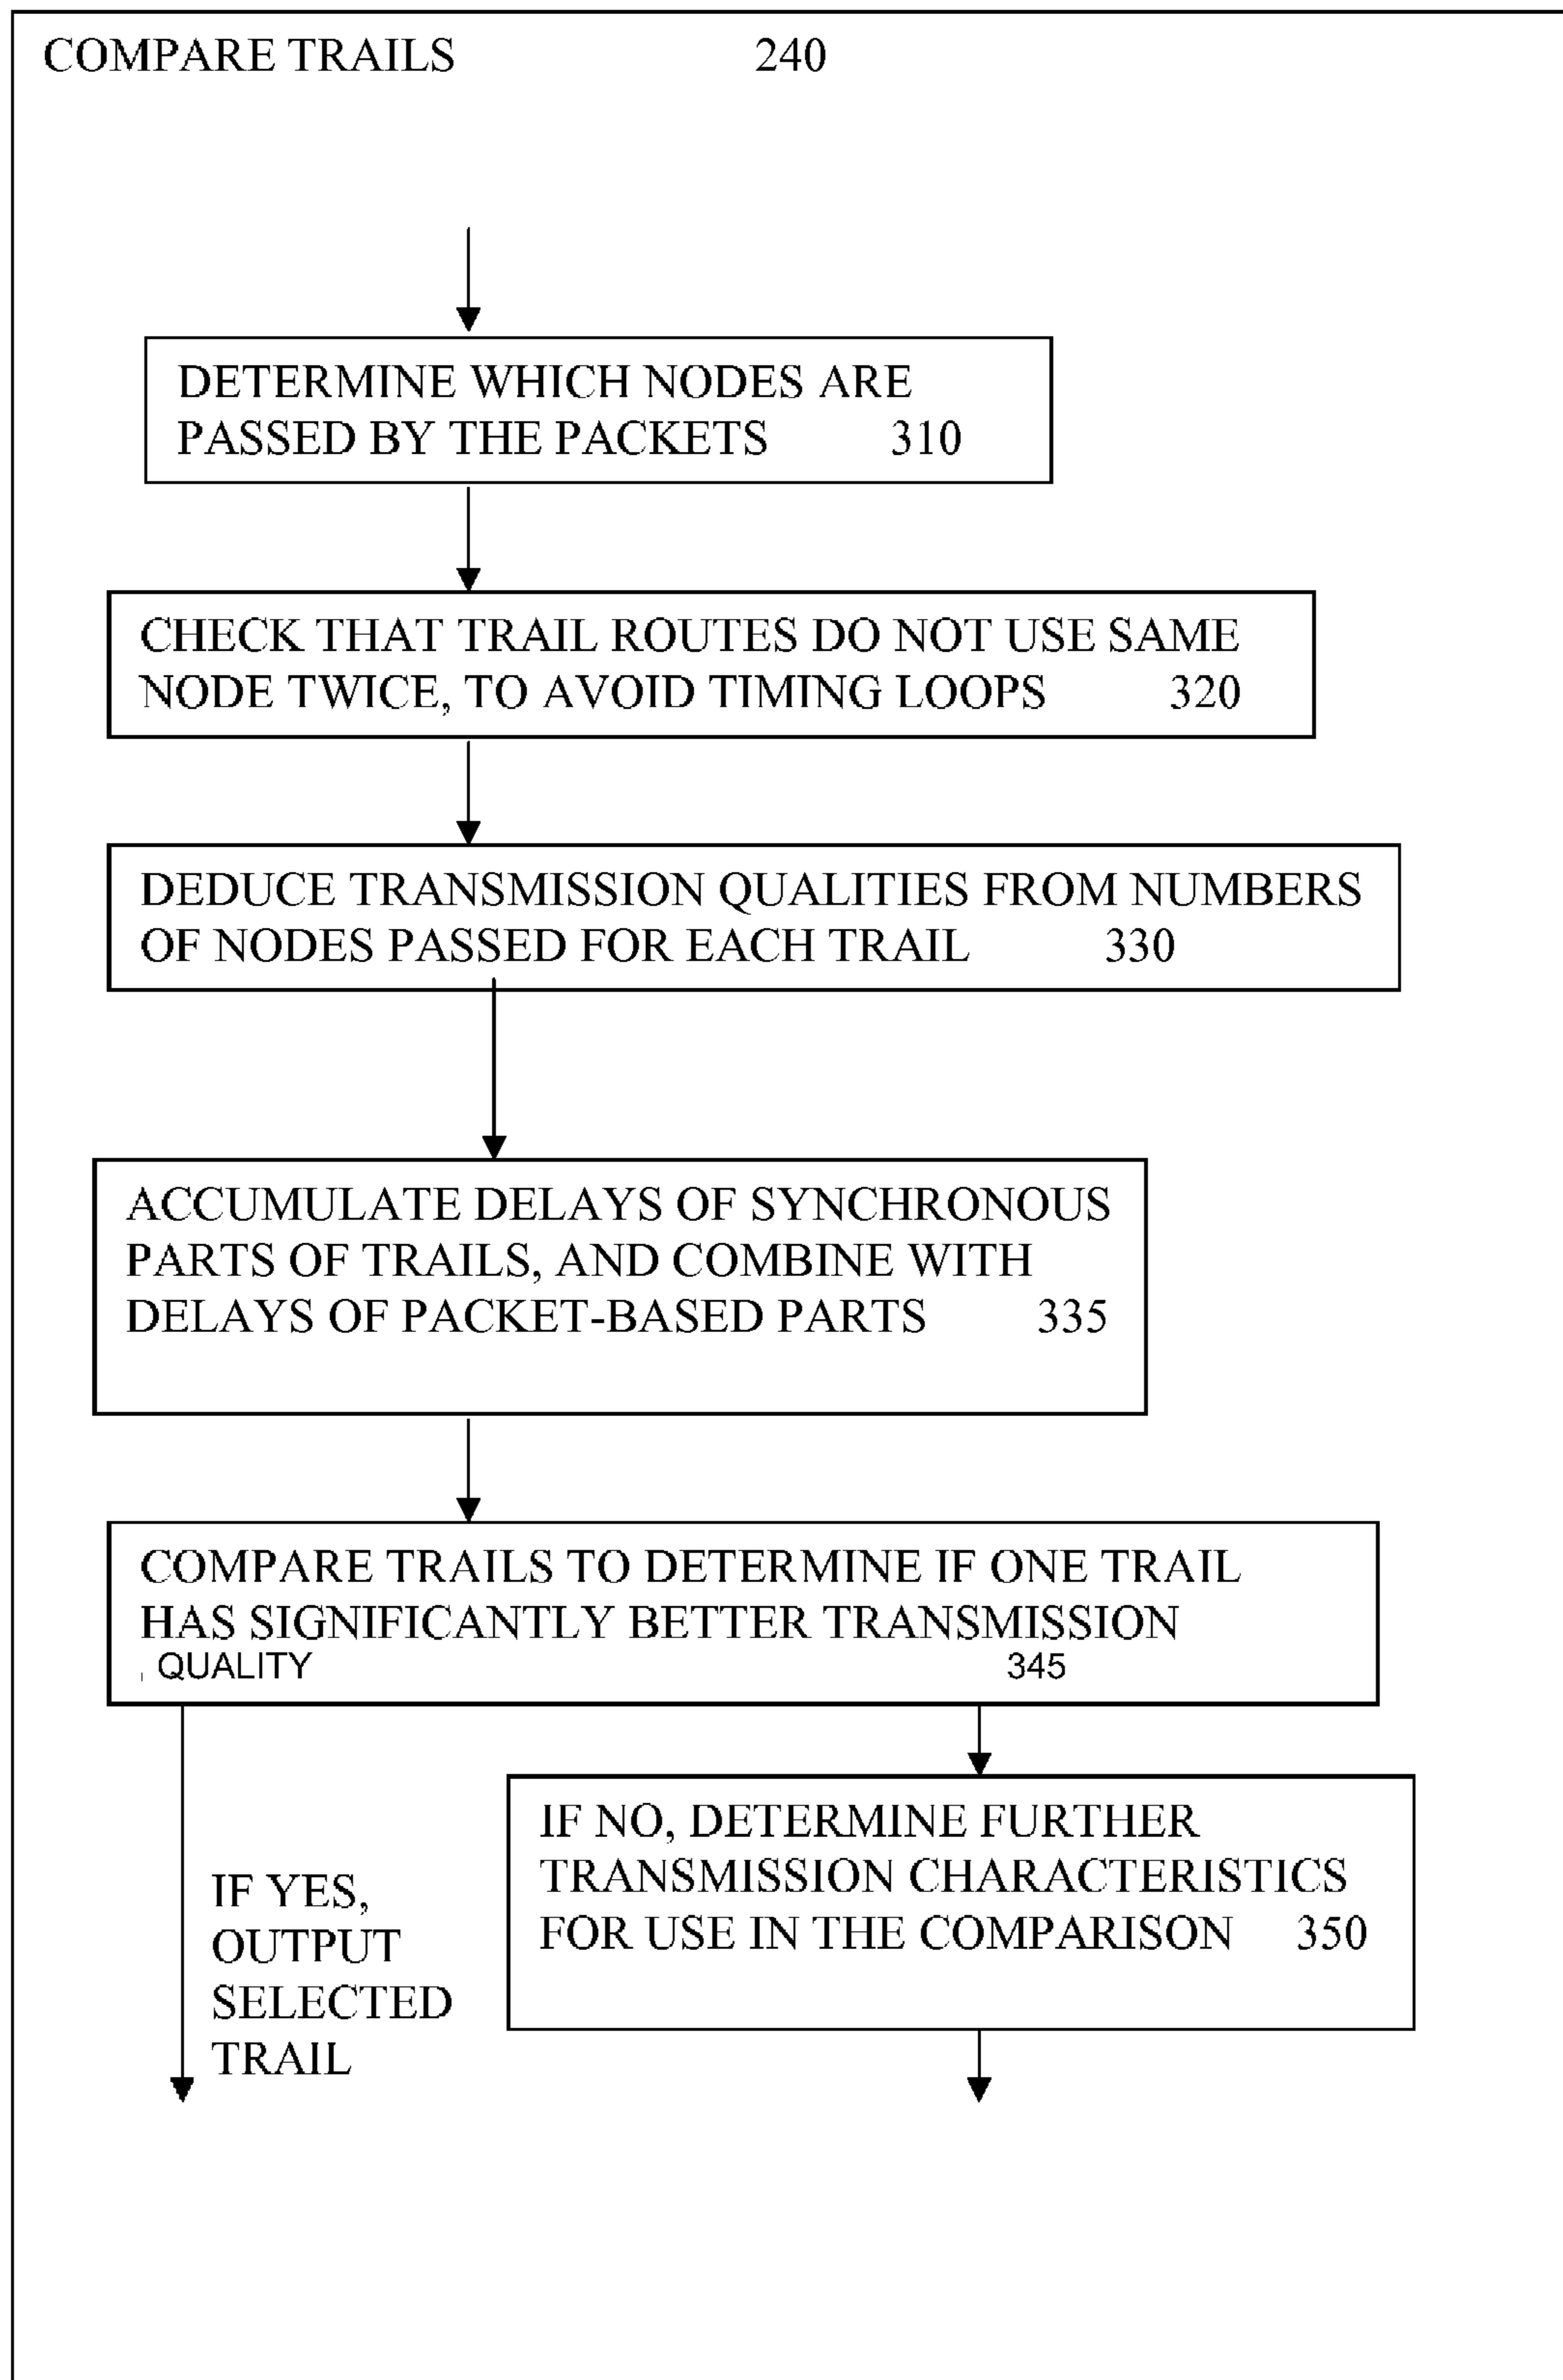 COMPARE TRAILS 240
DETERMINE WHICH NODES ARE
PASSED BY THE PACKETS 310
CHECK THAT TRAIL ROUTES DO NOT USE SAME
NODE TWICE, TO AVOID TIMING LOOPS 320
DEDUCE TRANSMISSION QUALITIES FROM NUMBERS
OF NODES PASSED FOR EACH TRAIL 330
ACCUMULATE DELAYS OF SYNCHRONOUS
PARTS OF TRAILS, AND COMBINE WITH
DELAYS OF PACKET-BASED PARTS 335
COMPARE TRAILS TO DETERMINE IF ONE TRAIL
HAS SIGNIFICANTLY BETTER TRANSMISSION
QUALITY 345
IF YES,
OUTPUT
SELECTED
TRAIL
IF NO, DETERMINE FURTHER
TRANSMISSION CHARACTERISTICS
FOR USE IN THE COMPARISON 350